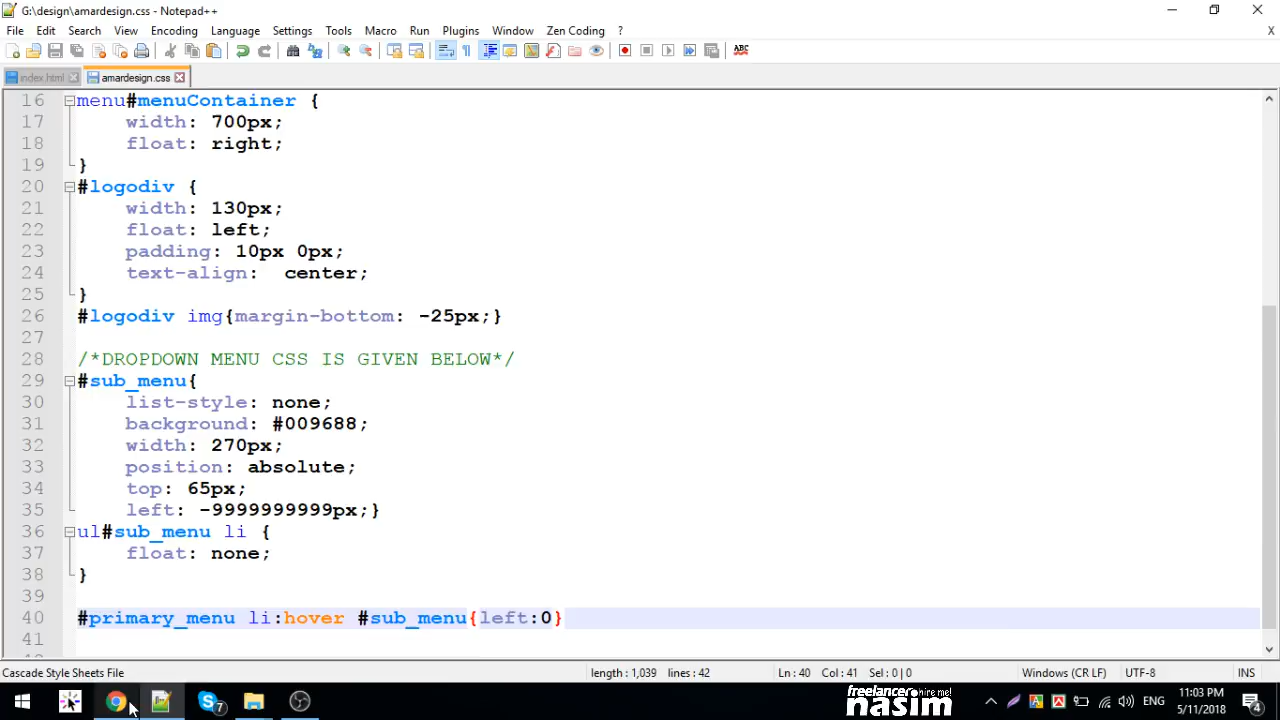 G:\design\amardesign.css - Notepad++
File Edit Search View Encoding Language Settings Tools Macro Run Plugins Window Zen Coding ? X
ABC
index.html amardesign.css
16 menu#menuContainer {
17 width: 700px;
18 float: right;
19 }
20 #logodiv {
21 width: 130px;
22 float: left;
23 padding: 10px 0px;
24 text-align:  center;
25 }
26 #logodiv img{margin-bottom: -25px;}
27
28 /*DROPDOWN MENU CSS IS GIVEN BELOW*/
29 #sub_menu{
30 list-style: none;
31 background: #009688;
32 width: 270px;
33 position: absolute;
34 top: 65px;
35 left: -9999999999px;}
36 ul#sub_menu li {
37 float: none;
38 }
39
40 #primary_menu li:hover #sub_menu{left:0}
41
Cascade Style Sheets File length : 1,039 lines : 42 Ln : 40 Col : 41 Sel : 0 | 0 Windows (CR LF) UTF-8 INS
7
freelancer hire me!
nasim
ENG
11:03 PM
5/11/2018
4